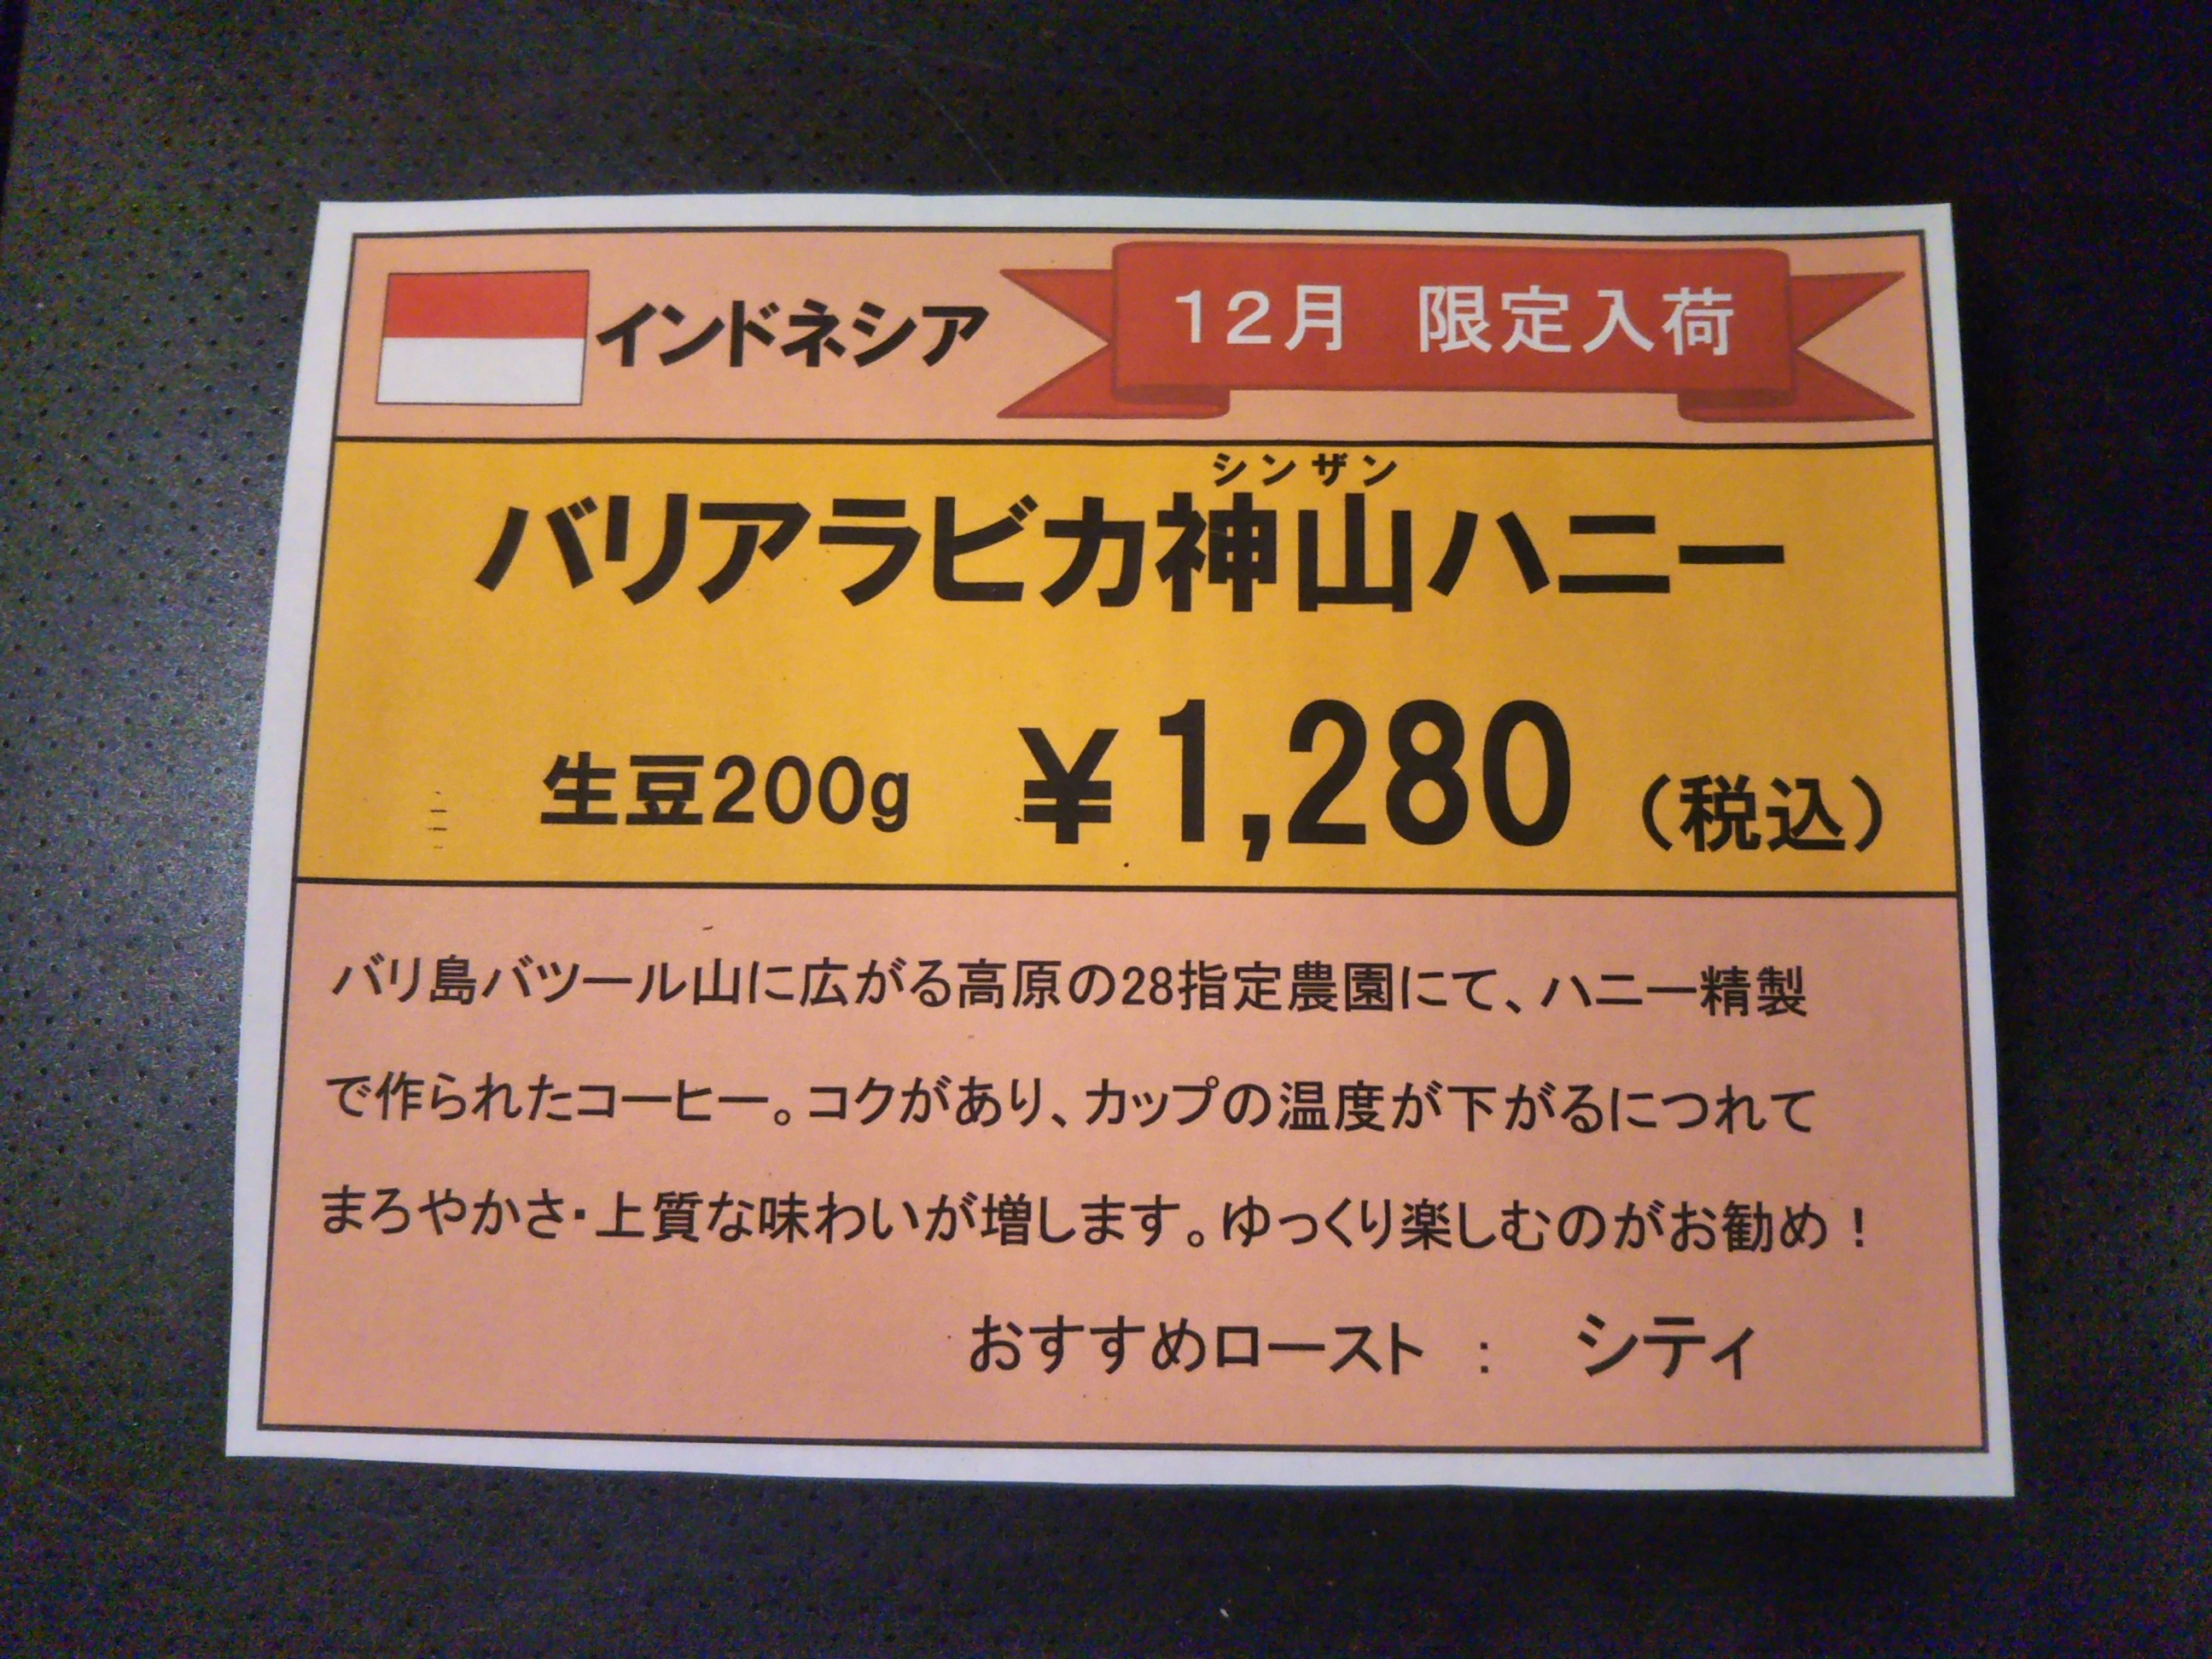 インドネシア
12月 限定入荷
シンザン
バリアラビカ神山ハニー
生豆200g ¥1,280(税込)
バリ島バツール山に広がる高原の28指定農園にて、ハニー精製
で作られたコーヒー。コクがあり、カップの温度が下がるにつれて
まろやかさ・上質な味わいが増します。ゆっくり楽しむのがお勧め!
おすすめロースト : シティ